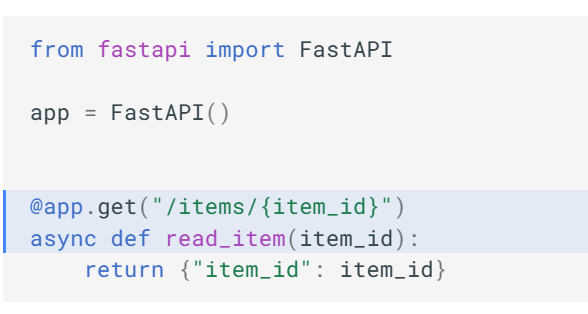 from fastapi import FastAPI
app = FastAPI()
@app.get("/items/{item_id}")
async def read_item(item_id):
    return {"item_id": item_id}